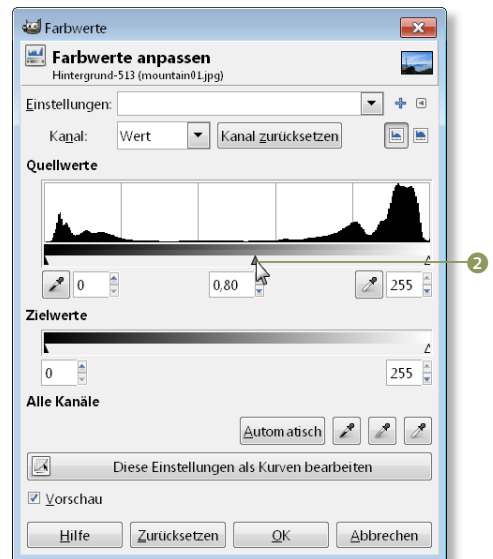 Farbwerte
Farbwerte anpassen
Hintergrund-513 (mountain01.jpg)
Einstellungen:
Kanal: Wert Kanal zurücksetzen
Quellwerte
2
0 0,80 255
Zielwerte
0 255
Alle Kanäle
Automatisch
Diese Einstellungen als Kurven bearbeiten
Vorschau
Hilfe Zurücksetzen OK Abbrechen